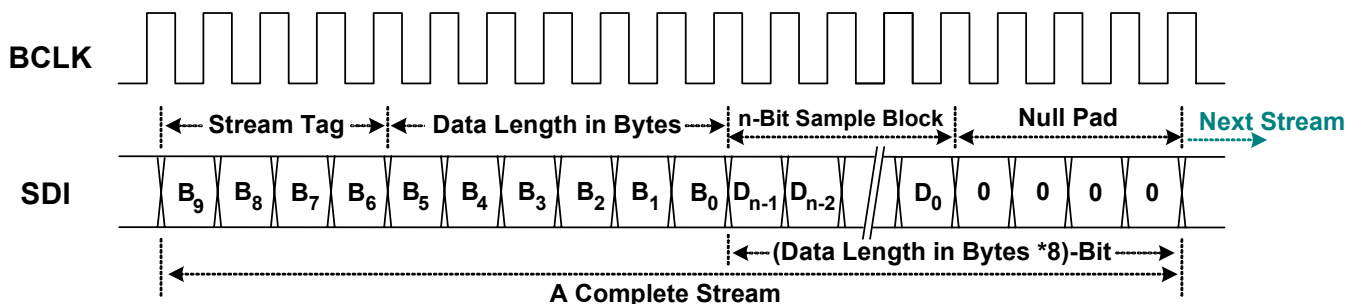 BCLK
Stream Tag Data Length in Bytes n-Bit Sample Block Null Pad Next Stream
SDI B9 B8 B7 B6 B5 B4 B3 B2 B1 B0 Dn-1 Dn-2 D0 0 0 0 0
(Data Length in Bytes *8)-Bit
A Complete Stream